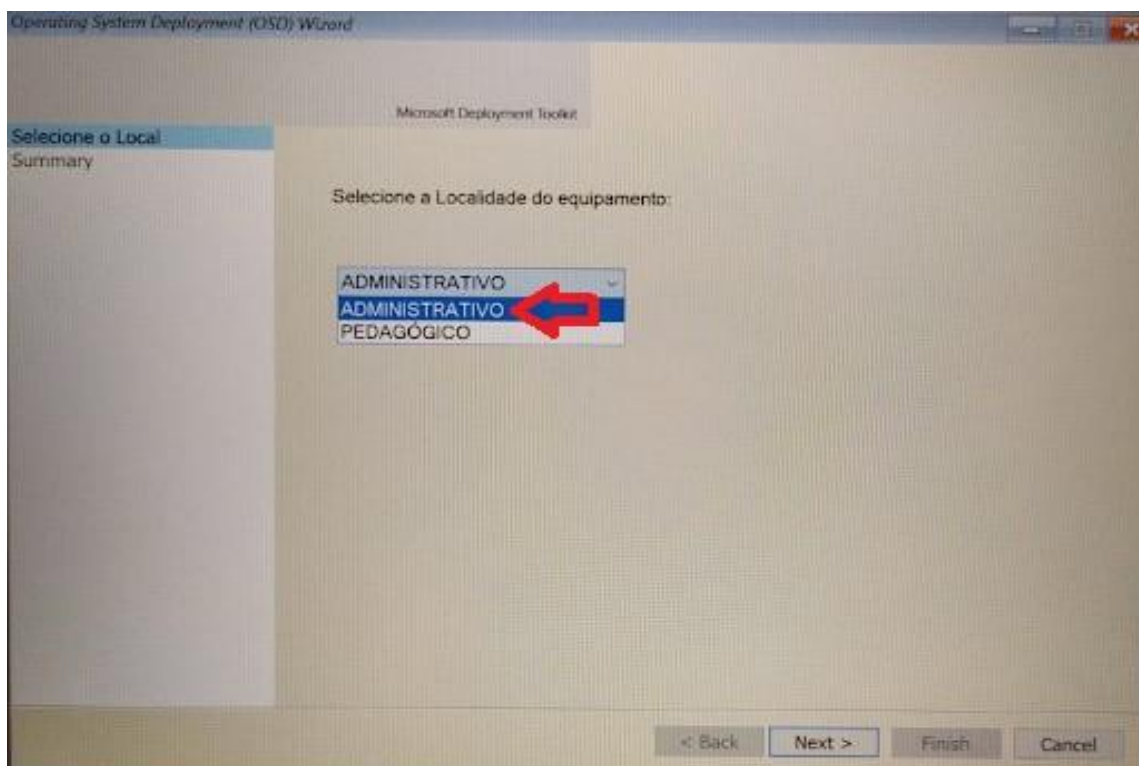 Operating System Deployment (OSD) Wizard
Microsoft Deployment Toolkit
Selecione o Local
Summary
Selecione a Localidade do equipamento:
ADMINISTRATIVO
ADMINISTRATIVO
PEDAGÓGICO
< Back Next > Finish Cancel